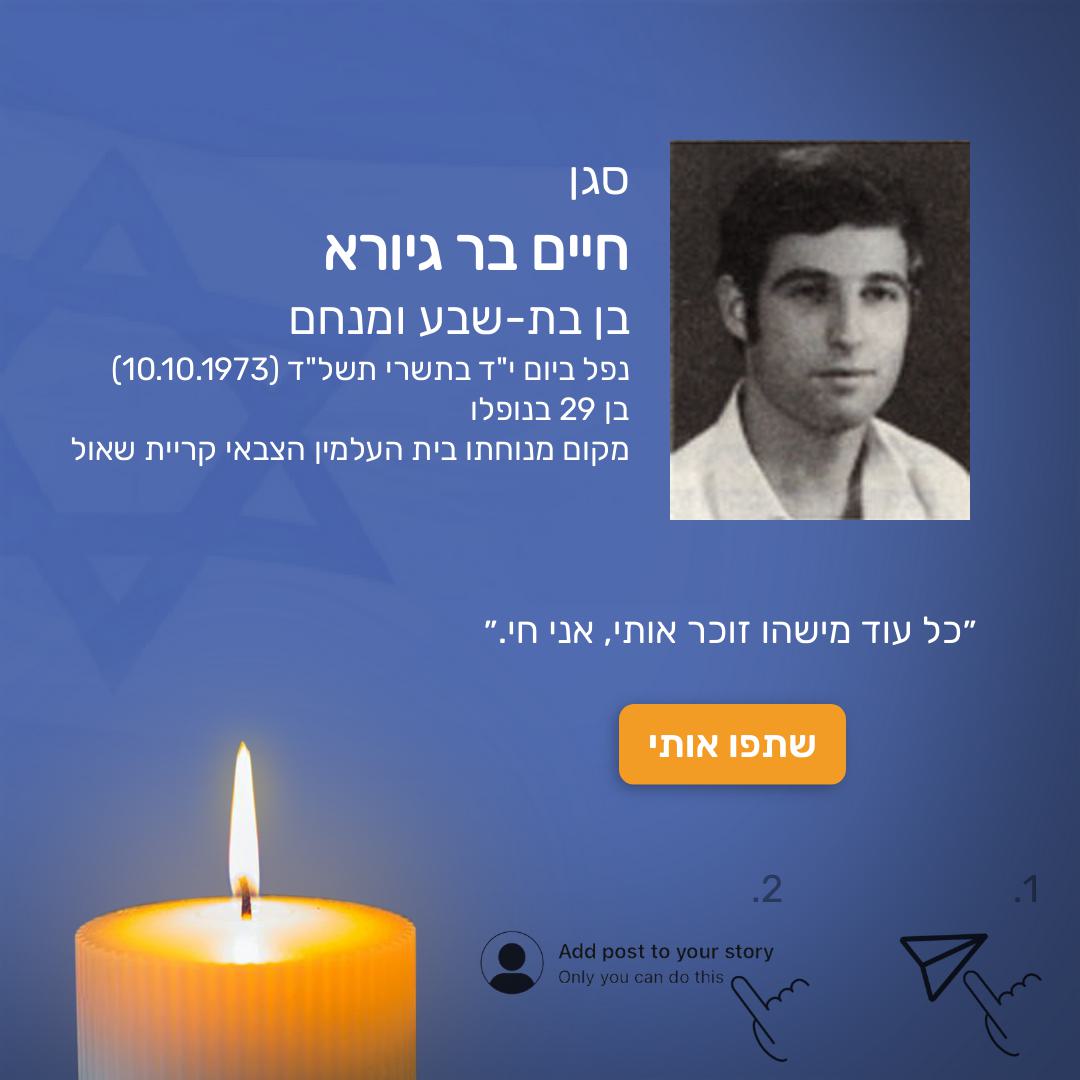 סגן
חיים בר גיורא
בן בת-שבע ומנחם
נפל ביום י"ד בתשרי תשל"ד (10.10.1973)
בן 29 בנופלו
מקום מנוחתו בית העלמין הצבאי קריית שאול
״כל עוד מישהו זוכר אותי, אני חי.״
שתפו אותי
.1
.2
Add post to your story
Only you can do this